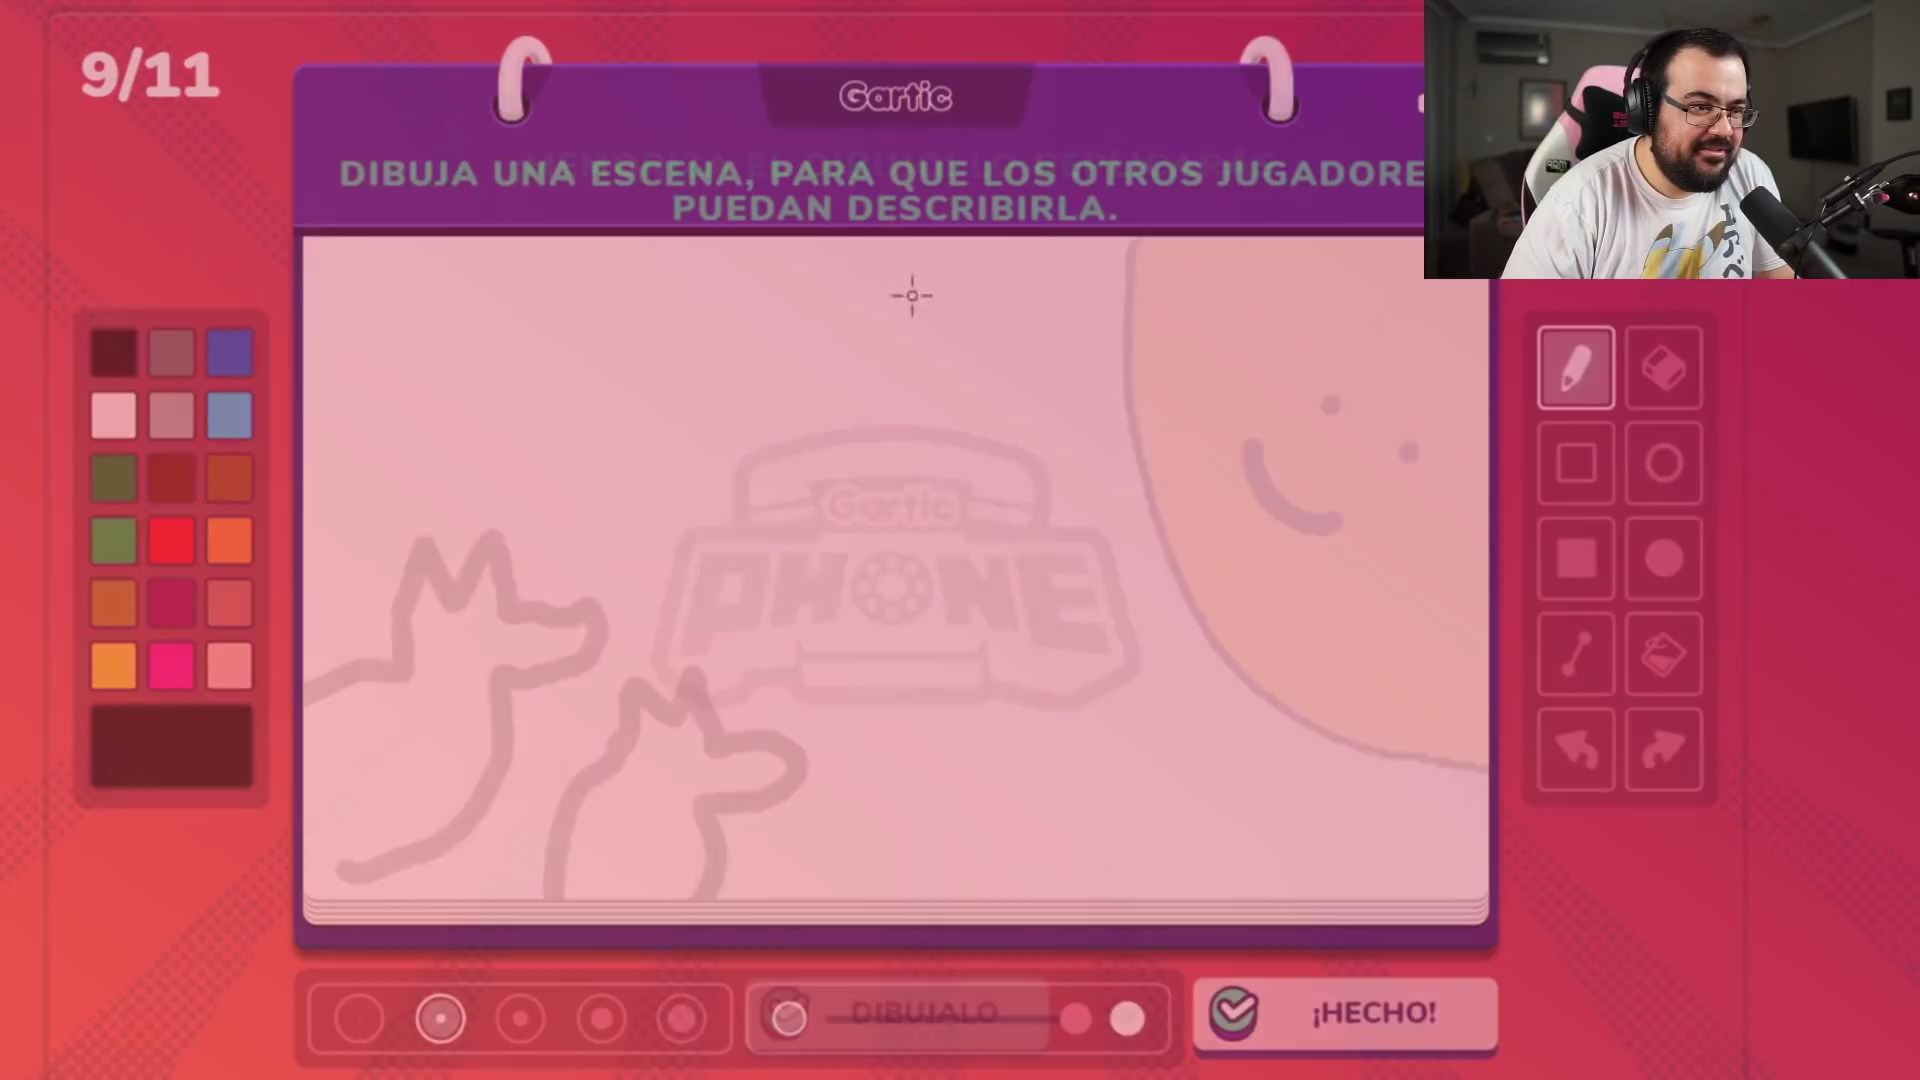 9/11
Gartic
DIBUJA UNA ESCENA, PARA QUE LOS OTROS JUGADORE
PUEDAN DESCRIBIRLA.
Gartic
PHONE
DIBUJALO
¡HECHO!